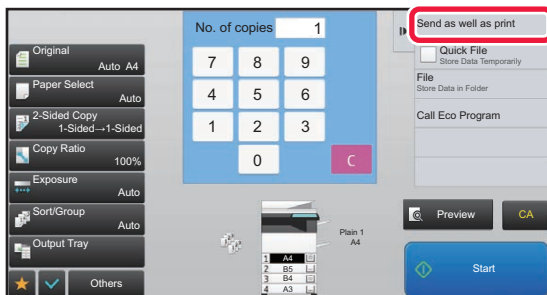 No. of copies 1
Send as well as print
Original
Auto A4
Paper Select
Auto
2-Sided Copy
1-Sided→1-Sided
Copy Ratio
100%
Exposure
Auto
Sort/Group
Auto
Output Tray
Others
7 8 9
4 5 6
1 2 3
0 C
Plain 1
A4
1 A4
2 B5
3 B4
4 A3
Quick File
Store Data Temporarily
File
Store Data in Folder
Call Eco Program
Preview
CA
Start